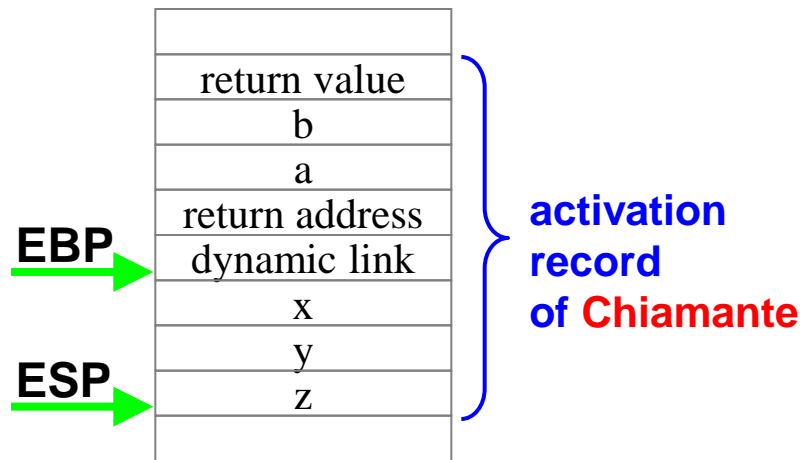 return value
b
a
return address
dynamic link
x
y
z
EBP
ESP
activation
record
of Chiamante